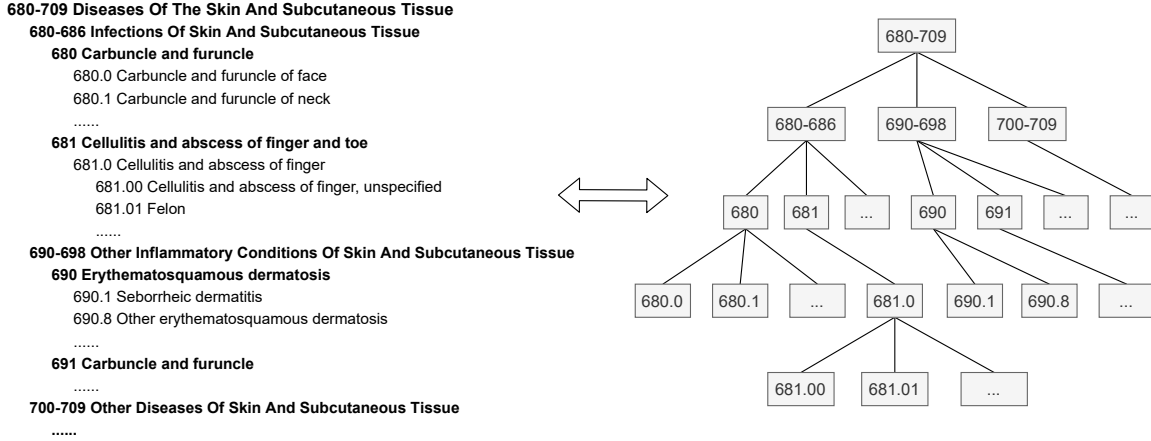 680-709 Diseases Of The Skin And Subcutaneous Tissue
680-686 Infections Of Skin And Subcutaneous Tissue
680 Carbuncle and furuncle
680.0 Carbuncle and furuncle of face
680.1 Carbuncle and furuncle of neck
......
681 Cellulitis and abscess of finger and toe
681.0 Cellulitis and abscess of finger
681.00 Cellulitis and abscess of finger, unspecified
681.01 Felon
......
690-698 Other Inflammatory Conditions Of Skin And Subcutaneous Tissue
690 Erythematosquamous dermatosis
690.1 Seborrheic dermatitis
690.8 Other erythematosquamous dermatosis
......
691 Carbuncle and furuncle
......
700-709 Other Diseases Of Skin And Subcutaneous Tissue
......
680-709
680-686 690-698 700-709
680 681 ... 690 691 ... ...
680.0 680.1 ... 681.0 690.1 690.8 ...
681.00 681.01 ...